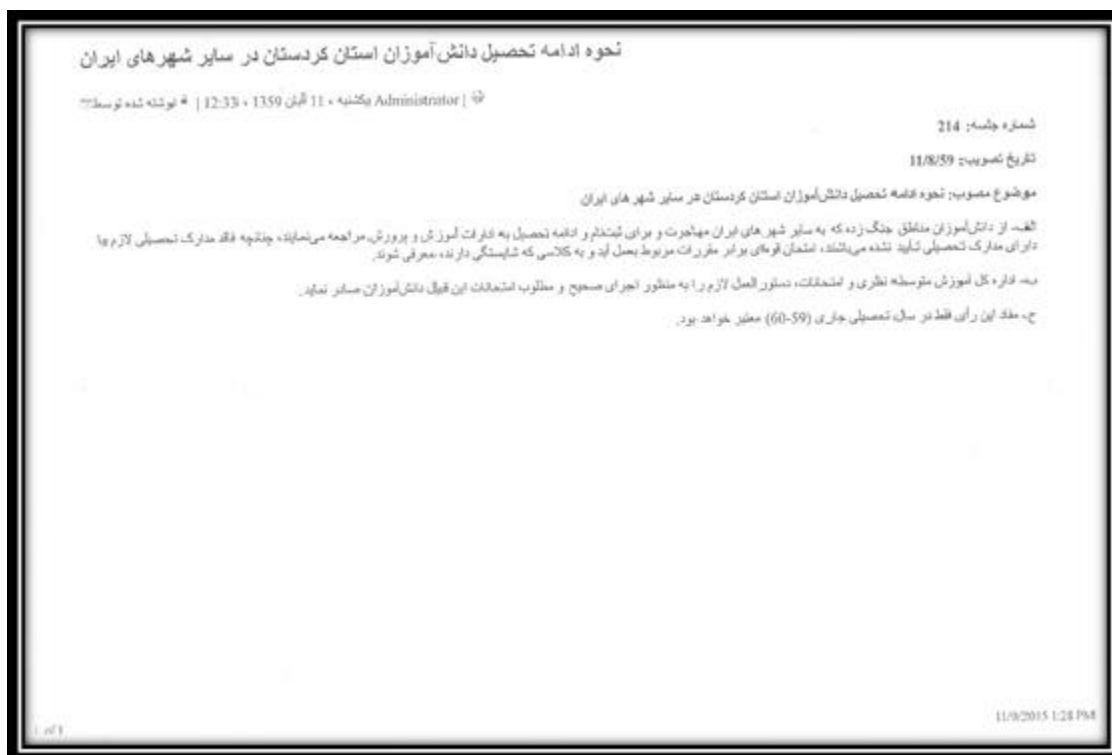 نحوه ادامه تحصیل دانش‌آموزان استان کردستان در سایر شهرهای ایران
یکشنبه ، 11 آبان 1359 ، 12:33 | نوشته شده توسط Administrator |
شماره جلسه: 214
تاریخ تصویب: 11/8/59
موضوع مصوب: نحوه ادامه تحصیل دانش‌آموزان استان کردستان در سایر شهرهای ایران
الف‌ـ از دانش‌آموزان مناطق جنگ زده که به سایر شهرهای ایران مهاجرت و برای ثبت‌نام و ادامه تحصیل به ادارات آموزش و پرورش مراجعه می‌نمایند، چنانچه فاقد مدارک تحصیلی لازم و یا
دارای مدارک تحصیلی تأیید نشده می‌باشند، امتحان قوه‌ای برابر مقررات مربوط بعمل آید و به کلاسی که شایستگی دارند، معرفی شوند.
ب‌ـ اداره کل آموزش متوسطه نظری و امتحانات، دستورالعمل لازم را به منظور اجرای صحیح و مطلوب امتحانات این قبیل دانش‌آموزان صادر نماید.
ج‌ـ مفاد این رأی فقط در سال تحصیلی جاری (59-60) معتبر خواهد بود.
11/9/2015 1:28 PM
1 of 1